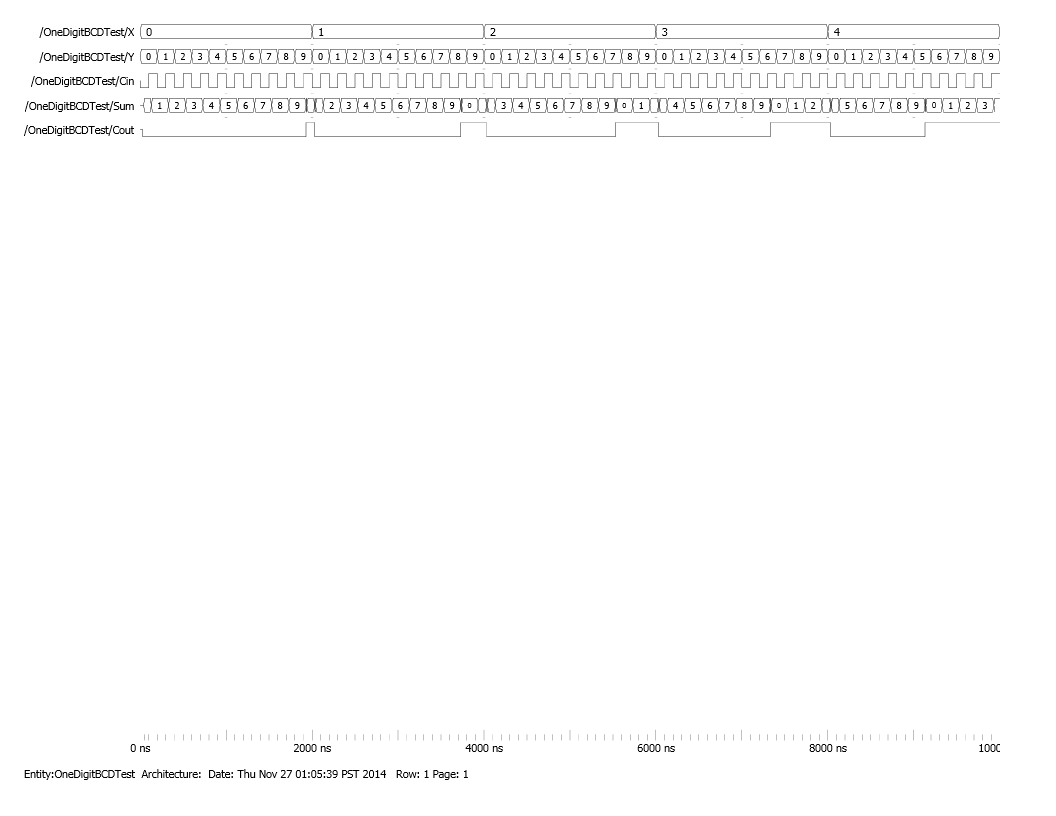 /OneDigitBCDTest/X 0 1 2 3 4
/OneDigitBCDTest/Y 0 1 2 3 4 5 6 7 8 9 0 1 2 3 4 5 6 7 8 9 0 1 2 3 4 5 6 7 8 9 0 1 2 3 4 5 6 7 8 9 0 1 2 3 4 5 6 7 8 9
/OneDigitBCDTest/Cin
/OneDigitBCDTest/Sum 1 2 3 4 5 6 7 8 9 2 3 4 5 6 7 8 9 0 3 4 5 6 7 8 9 0 1 4 5 6 7 8 9 0 1 2 5 6 7 8 9 0 1 2 3
/OneDigitBCDTest/Cout
0 ns 2000 ns 4000 ns 6000 ns 8000 ns 1000
Entity:OneDigitBCDTest Architecture: Date: Thu Nov 27 01:05:39 PST 2014 Row: 1 Page: 1